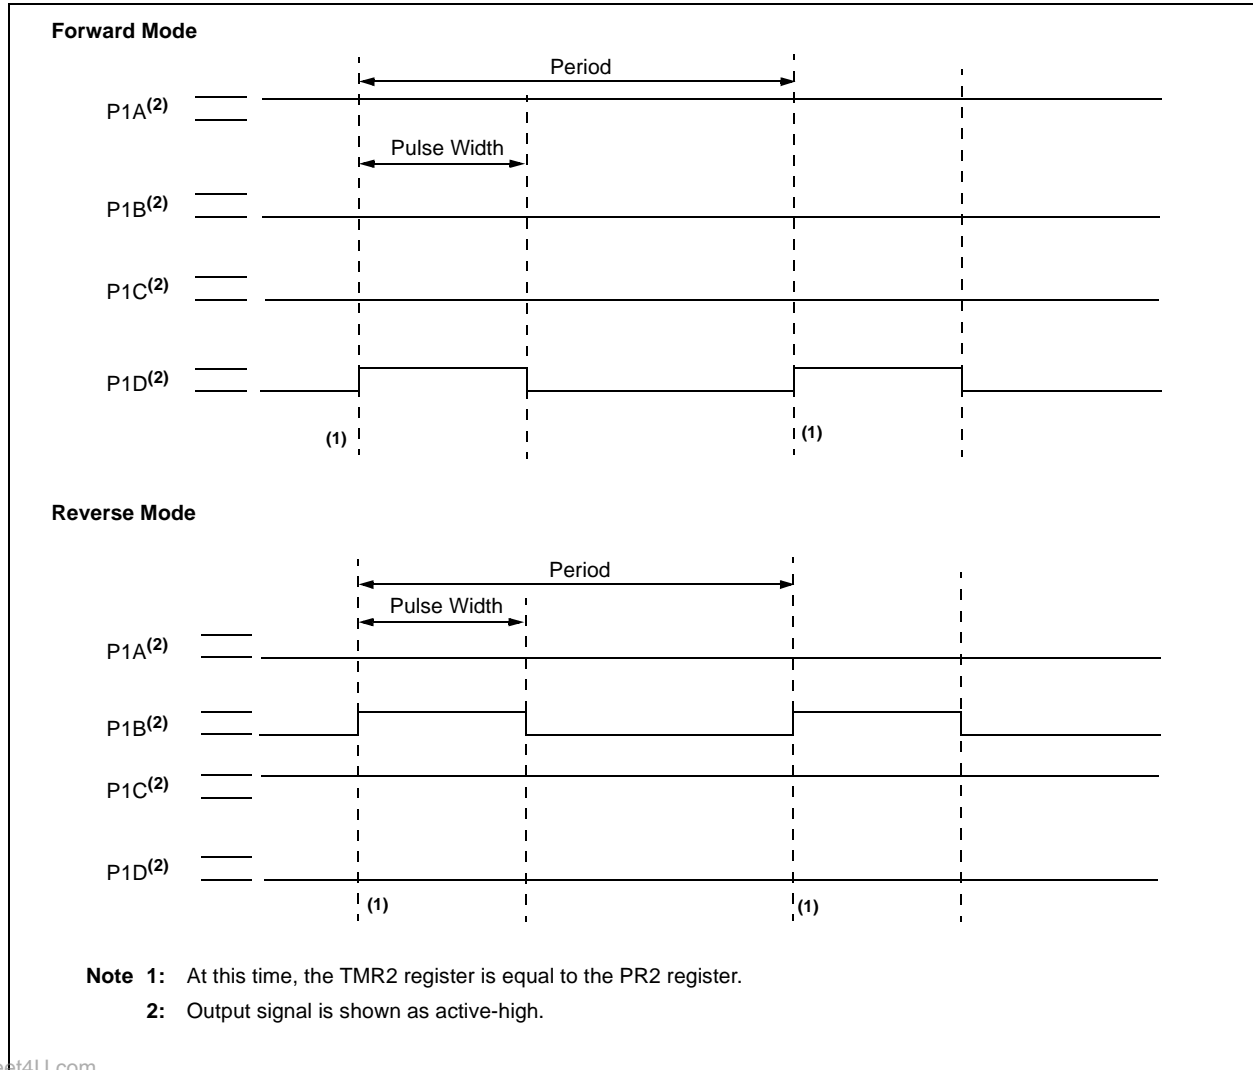 Forward Mode
Period
P1A(2)
Pulse Width
P1B(2)
P1C(2)
P1D(2)
(1) (1)
Reverse Mode
Period
Pulse Width
P1A(2)
P1B(2)
P1C(2)
P1D(2)
(1) (1)
Note 1: At this time, the TMR2 register is equal to the PR2 register.
2: Output signal is shown as active-high.
et4U.com